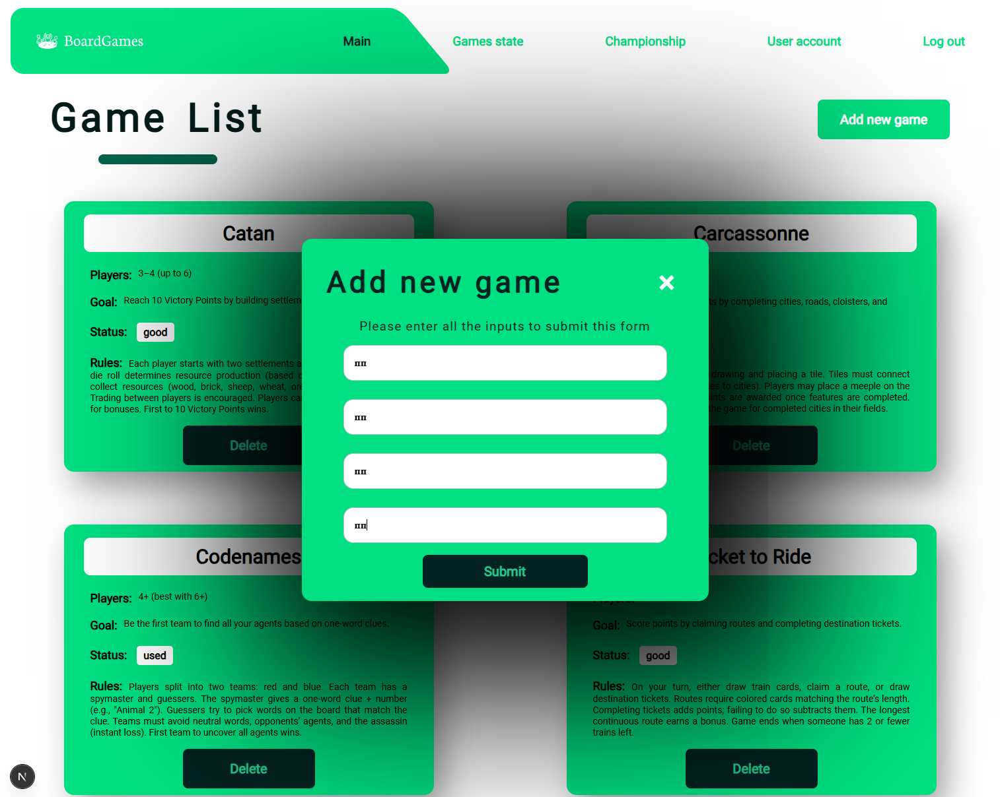 BoardGames
Main
Games state
Championship
User account
Log out
Game List
Add new game
Catan
Players: 3–4 (up to 6)
Goal: Reach 10 Victory Points by building settlem
Status: good
Rules: Each player starts with two settlements a
die roll determines resource production (based
collect resources (wood, brick, sheep, wheat, ore
Trading between players is encouraged. Players can
for bonuses. First to 10 Victory Points wins.
Delete
Carcassonne
ts by completing cities, roads, cloisters, and
drawing and placing a tile. Tiles must connect
es to cities). Players may place a meeple on the
ints are awarded once features are completed.
the game for completed cities in their fields.
Delete
Add new game
×
Please enter all the inputs to submit this form
пп
пп
пп
пп
Submit
Codenames
Players: 4+ (best with 6+)
Goal: Be the first team to find all your agents based on one-word clues.
Status: used
Rules: Players split into two teams: red and blue. Each team has a
spymaster and guessers. The spymaster gives a one-word clue + number
(e.g., "Animal 2"). Guessers try to pick words on the board that match the
clue. Teams must avoid neutral words, opponents’ agents, and the assassin
(instant loss). First team to uncover all agents wins.
Delete
cket to Ride
Goal: Score points by claiming routes and completing destination tickets.
Status: good
Rules: On your turn, either draw train cards, claim a route, or draw
destination tickets. Routes require colored cards matching the route’s length.
Completing tickets adds points; failing to do so subtracts them. The longest
continuous route earns a bonus. Game ends when someone has 2 or fewer
trains left.
Delete
N